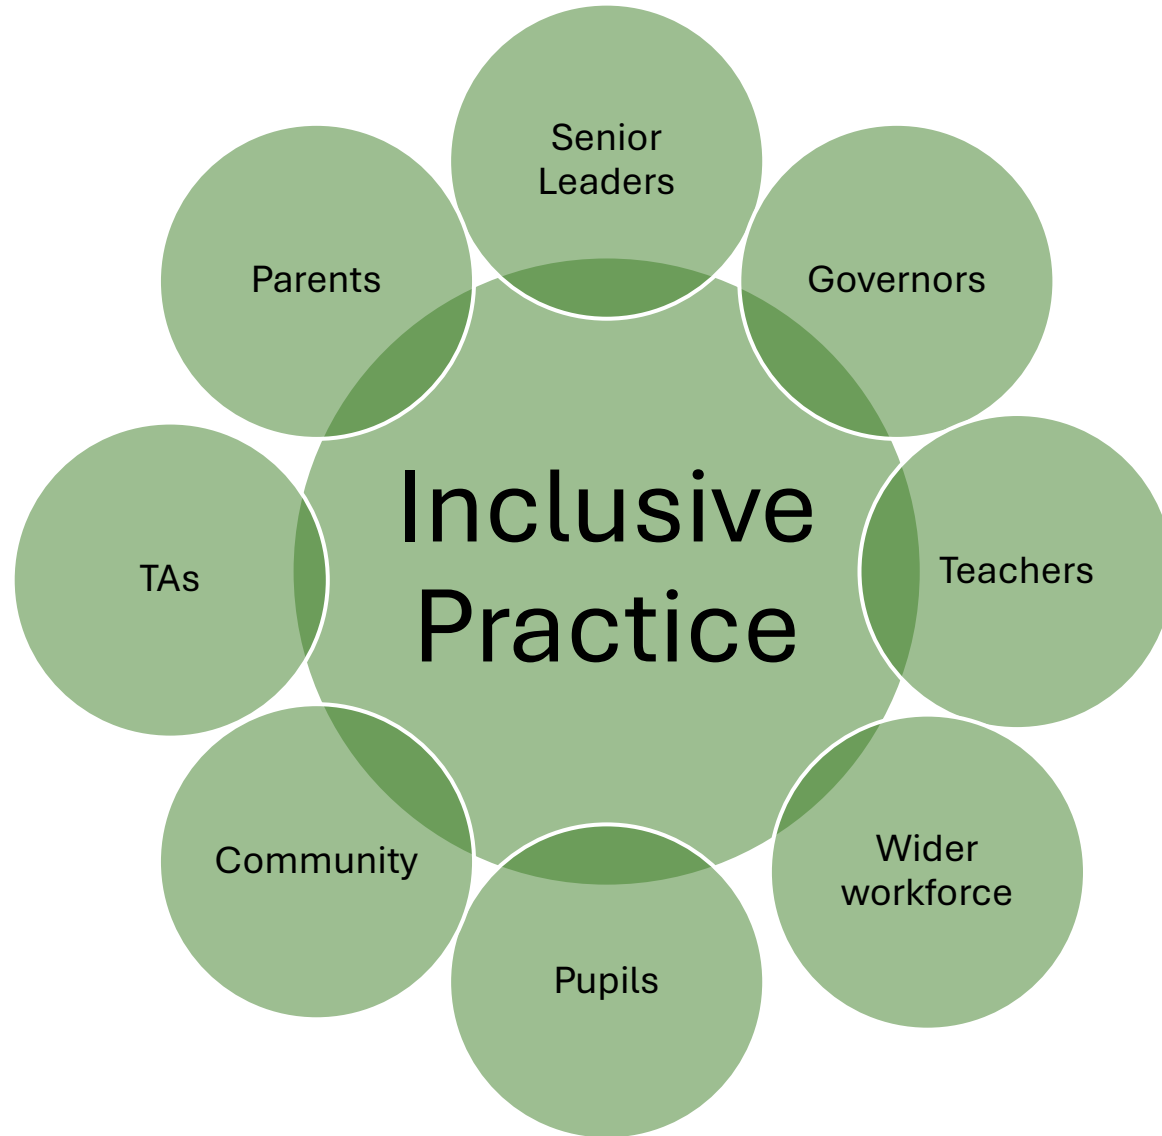 Senior
Leaders
Parents
Governors
Inclusive
Practice
TAs
Teachers
Community
Wider
workforce
Pupils